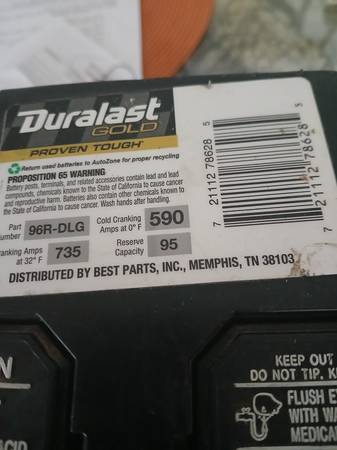 Duralast
GOLD
PROVEN TOUGH
Return used batteries to AutoZone for proper recycling
PROPOSITION 65 WARNING
Battery posts, terminals, and related accessories contain lead and lead
compounds, chemicals known to the State of California to cause cancer
and reproductive harm. Batteries also contain other chemicals known to
the State of California to cause cancer. Wash hands after handling.
Part 96R-DLG
Cold Cranking Amps at 0° F 590
Amps at 32° F 735
Reserve Capacity 95
DISTRIBUTED BY BEST PARTS, INC., MEMPHIS, TN 38103
7 21112 78628 5
7 21112 78628 5
KEEP OUT
DO NOT TIP.
FLUSH